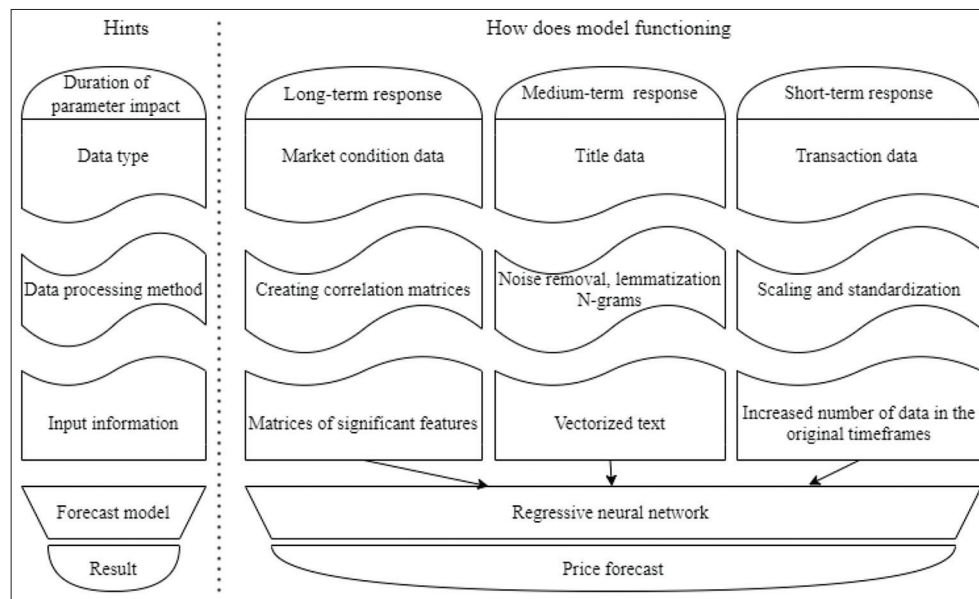 Hints
How does model functioning
Duration of
parameter impact
Long-term response
Medium-term response
Short-term response
Data type
Market condition data
Title data
Transaction data
Data processing method
Creating correlation matrices
Noise removal, lemmatization
N-grams
Scaling and standardization
Input information
Matrices of significant features
Vectorized text
Increased number of data in the
original timeframes
Forecast model
Regressive neural network
Result
Price forecast